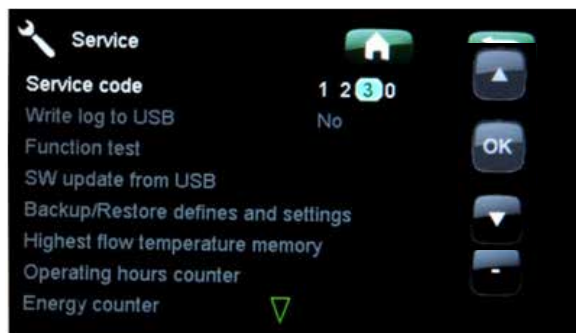 Service
Service code 1 2 3 0
Write log to USB No
Function test OK
SW update from USB
Backup/Restore defines and settings
Highest flow temperature memory
Operating hours counter
Energy counter